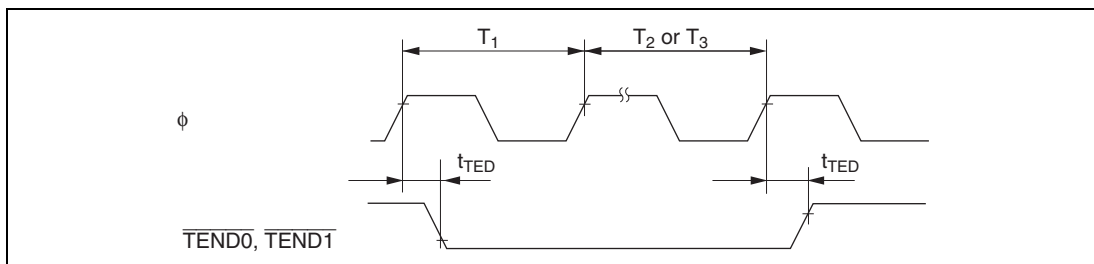 T1 T2 or T3
φ
tTED tTED
TEND0, TEND1